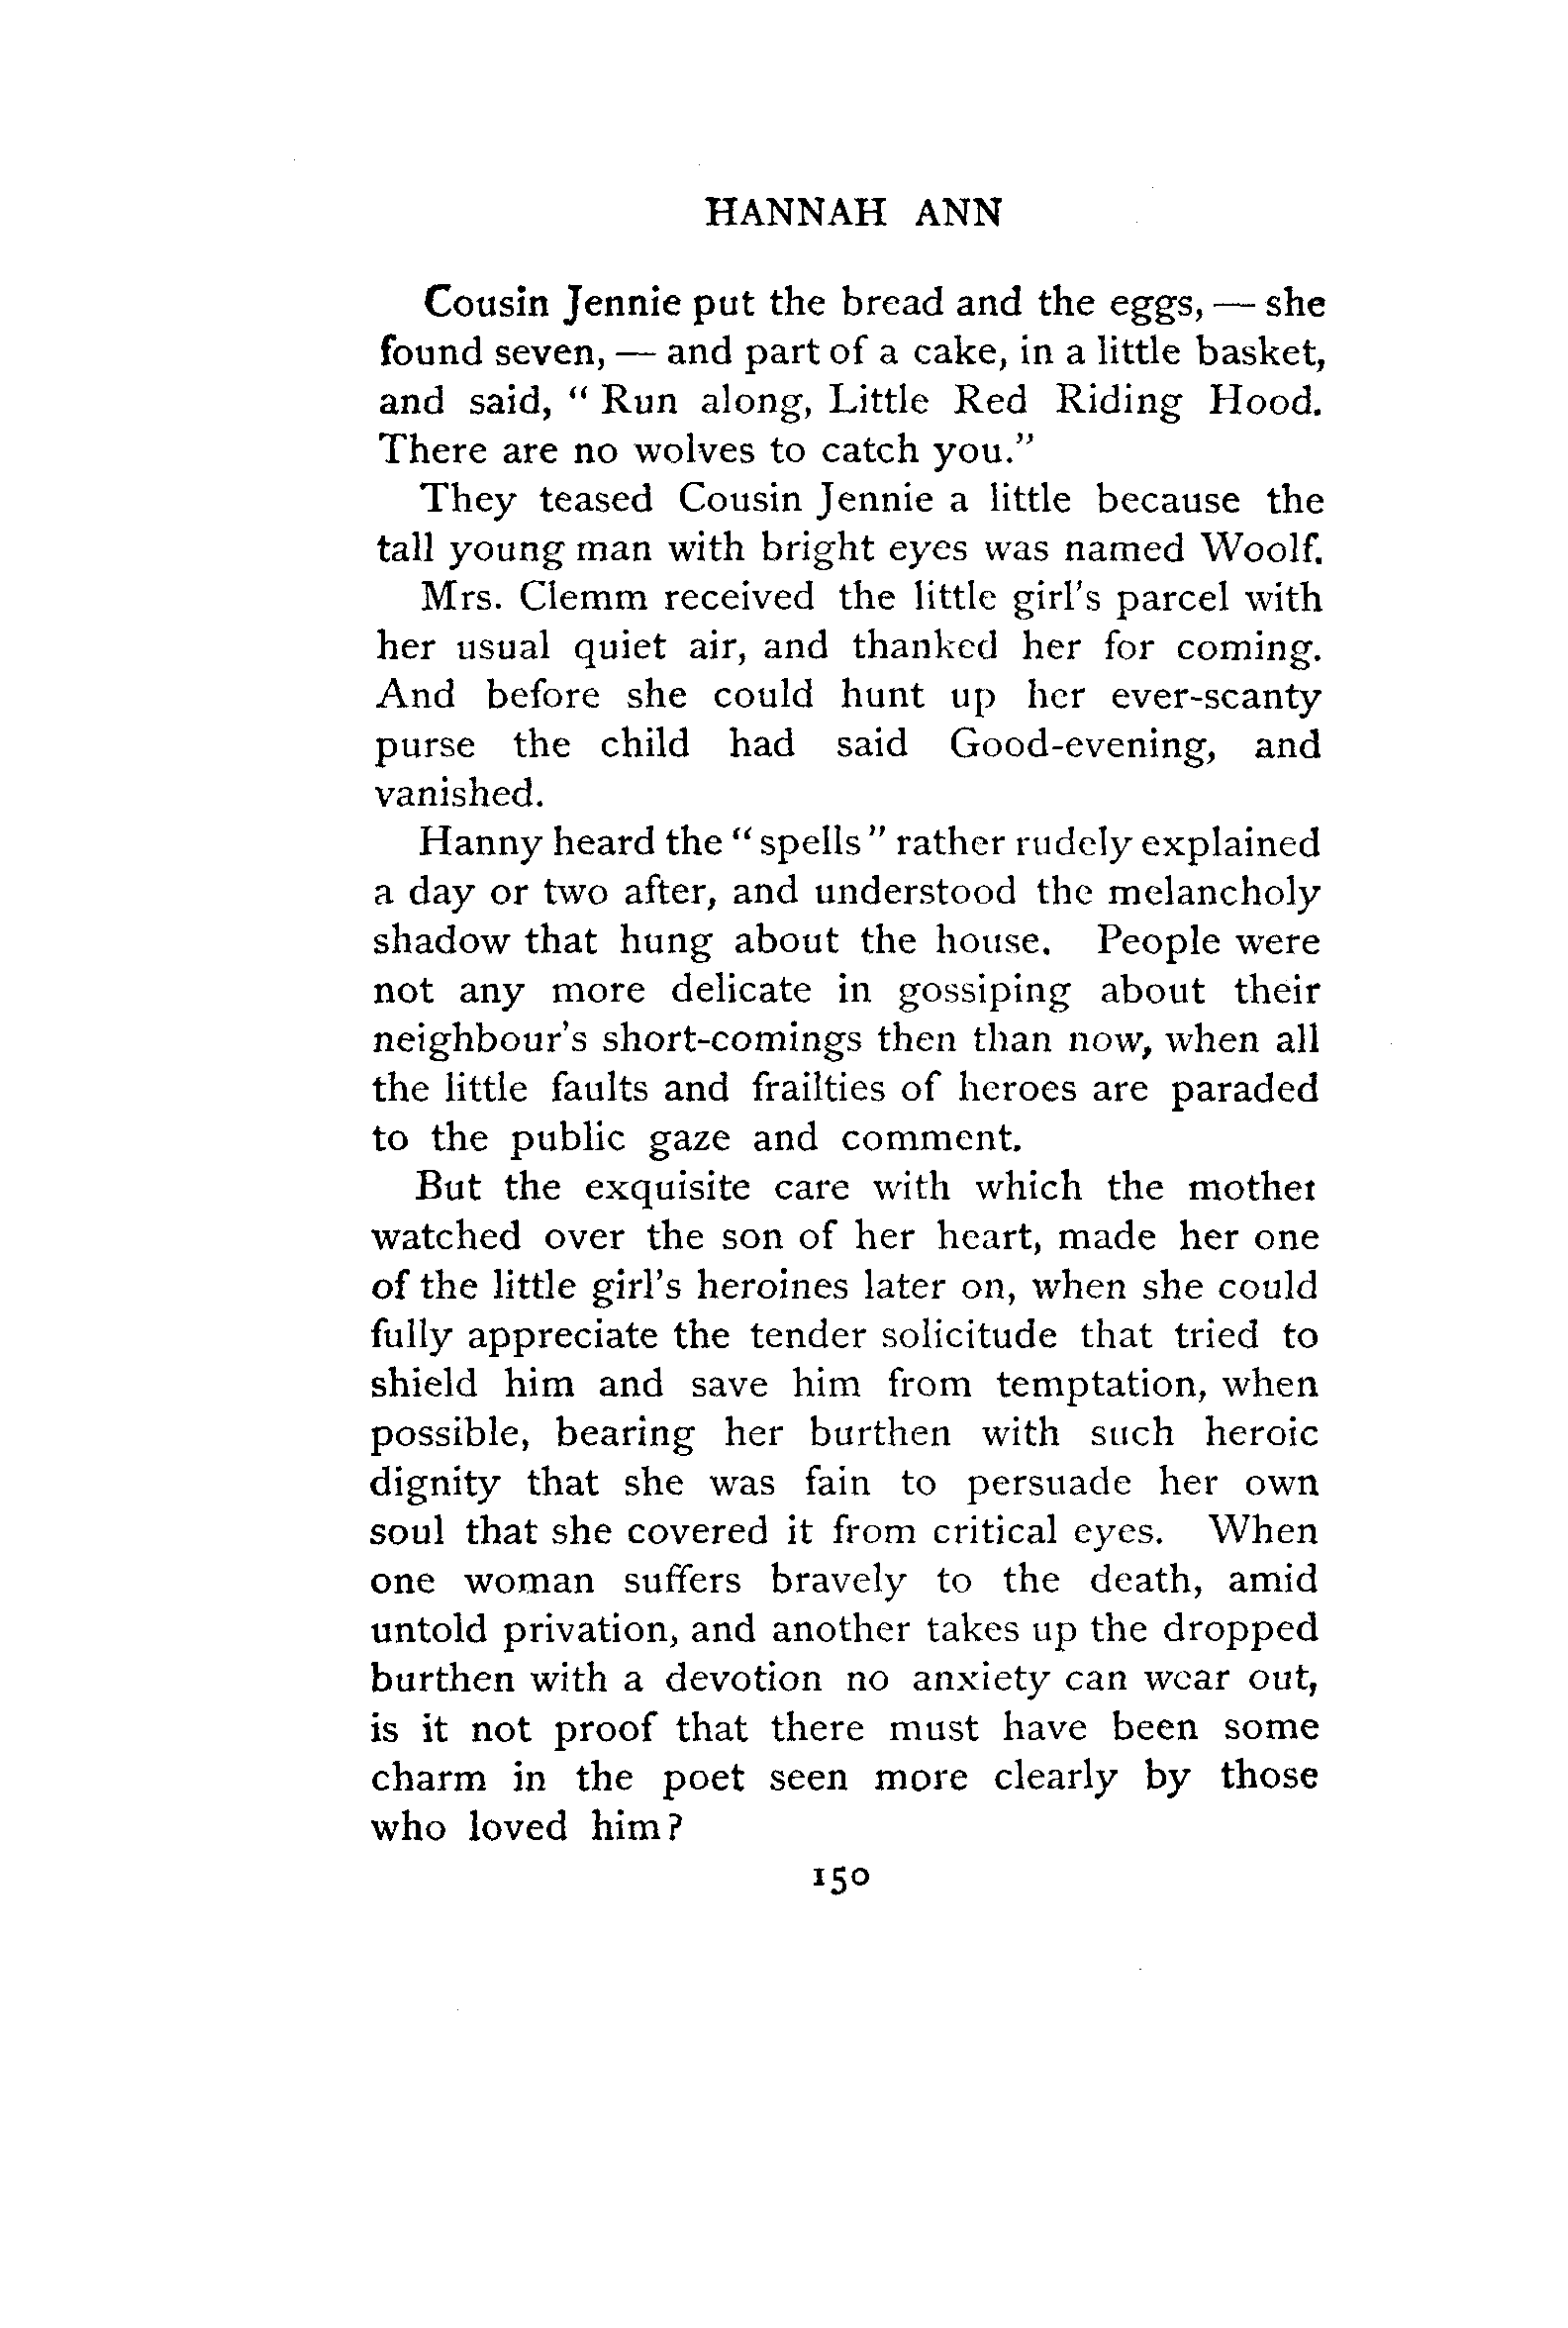 HANNAH ANN
Cousin Jennie put the bread and the eggs, — she
found seven, — and part of a cake, in a little basket,
and said, “ Run along, Little Red Riding Hood.
There are no wolves to catch you.”
They teased Cousin Jennie a little because the
tall young man with bright eyes was named Woolf.
Mrs. Clemm received the little girl’s parcel with
her usual quiet air, and thanked her for coming.
And before she could hunt up her ever-scanty
purse the child had said Good-evening, and
vanished.
Hanny heard the “ spells ” rather rudely explained
a day or two after, and understood the melancholy
shadow that hung about the house. People were
not any more delicate in gossiping about their
neighbour’s short-comings then than now, when all
the little faults and frailties of heroes are paraded
to the public gaze and comment.
But the exquisite care with which the mother
watched over the son of her heart, made her one
of the little girl’s heroines later on, when she could
fully appreciate the tender solicitude that tried to
shield him and save him from temptation, when
possible, bearing her burthen with such heroic
dignity that she was fain to persuade her own
soul that she covered it from critical eyes. When
one woman suffers bravely to the death, amid
untold privation, and another takes up the dropped
burthen with a devotion no anxiety can wear out,
is it not proof that there must have been some
charm in the poet seen more clearly by those
who loved him?
150